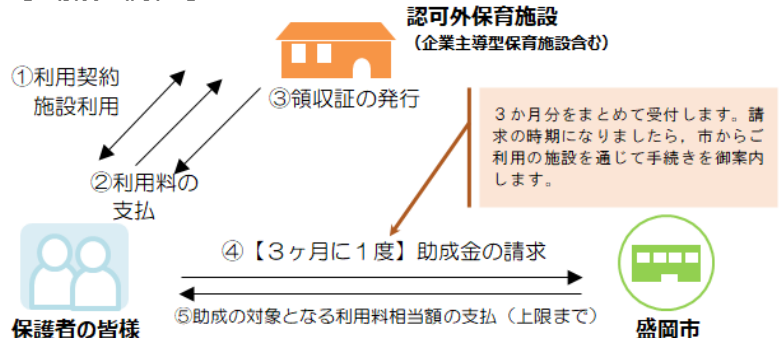 認可外保育施設
（企業主導型保育施設含む）
①利用契約
施設利用
③領収証の発行
３か月分をまとめて受付します。請
求の時期になりましたら，市からご
利用の施設を通じて手続きを御案内
します。
②利用料の
支払
④【３ヶ月に１度】助成金の請求
⑤助成の対象となる利用料相当額の支払（上限まで）
保護者の皆様
盛岡市